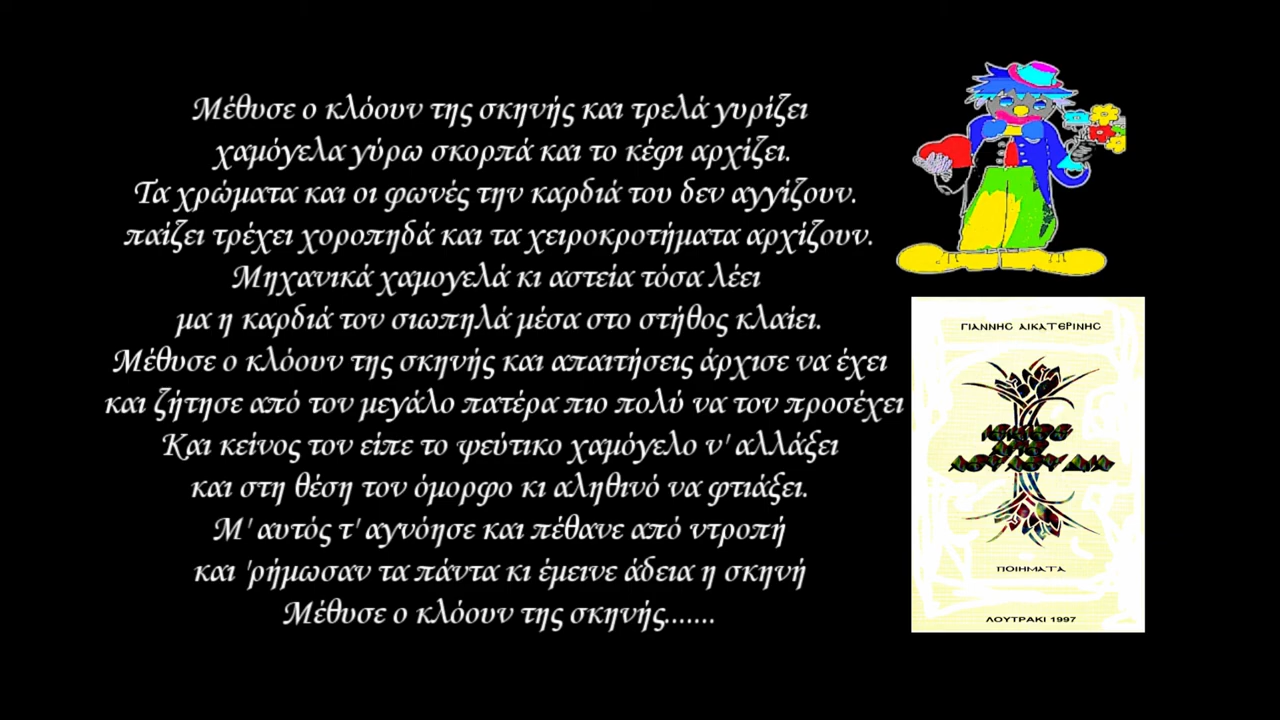 Μέθυσε ο κλόουν της σκηνής και τρελά γυρίζει
χαμόγελα γύρω σκορπά και το κέφι αρχίζει.
Τα χρώματα και οι φωνές την καρδιά του δεν αγγίζουν.
παίζει τρέχει χοροπηδά και τα χειροκροτήματα αρχίζουν.
Μηχανικά χαμογελά κι αστεία τόσα λέει
μα η καρδιά του σιωπηλά μέσα στο στήθος κλαίει.
Μέθυσε ο κλόουν της σκηνής και απαιτήσεις άρχισε να έχει
και ζήτησε από τον μεγάλο πατέρα πιο πολύ να τον προσέχει
Και κείνος του είπε το ψεύτικο χαμόγελο ν' αλλάξει
και στη θέση του όμορφο κι αληθινό να φτιάξει.
Μ' αυτός τ' αγνόησε και πέθανε από ντροπή
και 'ρήμωσαν τα πάντα κι έμεινε άδεια η σκηνή
Μέθυσε ο κλόουν της σκηνής.......
ΓΙΑΝΝΗΣ ΑΙΚΑΤΕΡΙΝΗΣ
ΠΟΙΗΜΑΤΑ
ΛΟΥΤΡΑΚΙ 1997